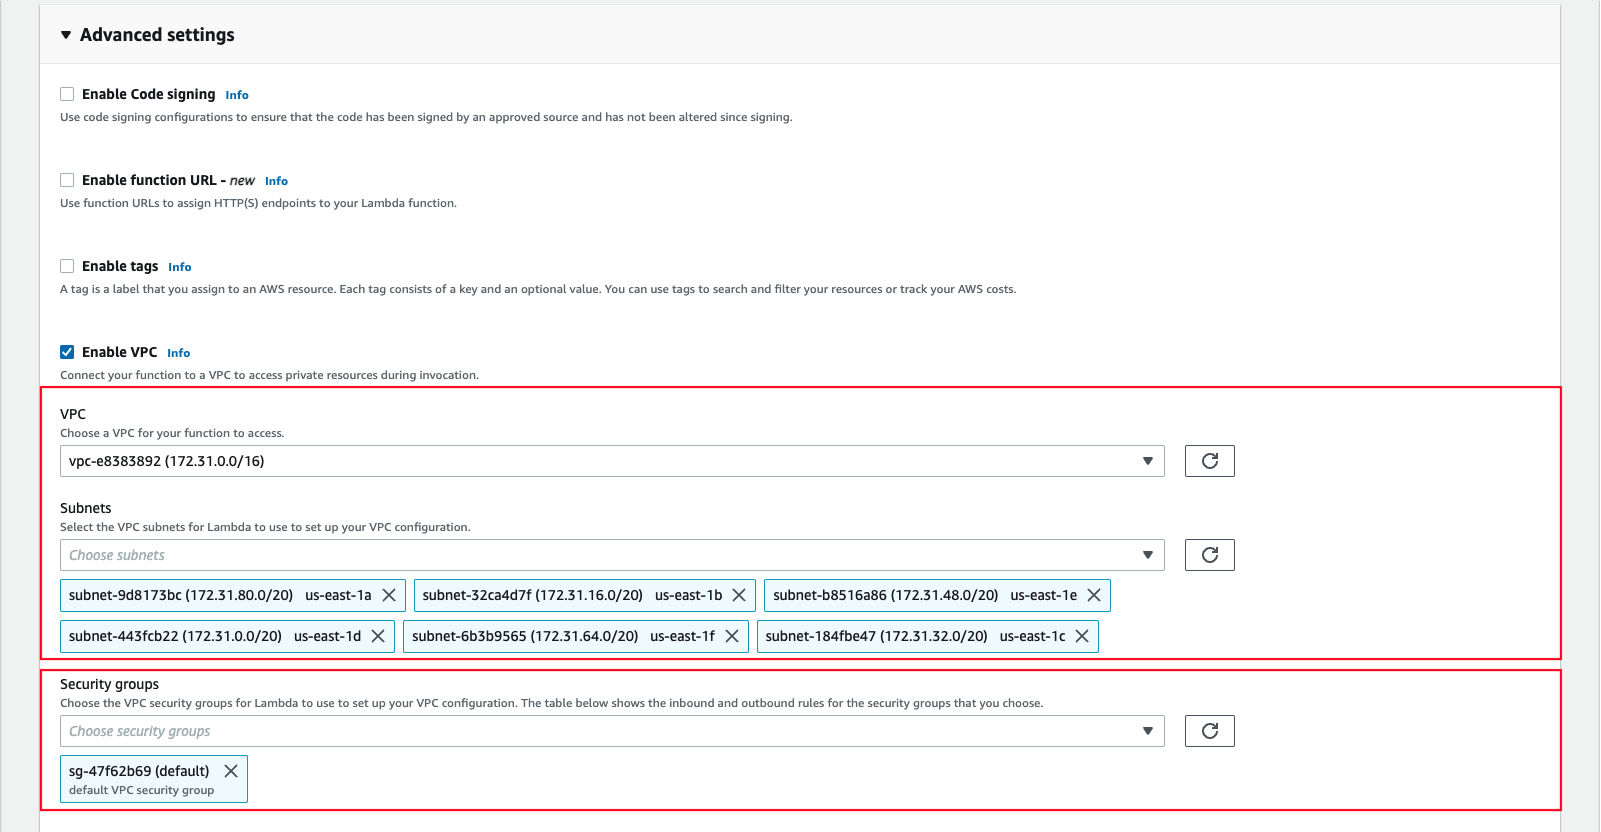 Advanced settings
Enable Code signing Info
Use code signing configurations to ensure that the code has been signed by an approved source and has not been altered since signing.
Enable function URL - new Info
Use function URLs to assign HTTP(S) endpoints to your Lambda function.
Enable tags Info
A tag is a label that you assign to an AWS resource. Each tag consists of a key and an optional value. You can use tags to search and filter your resources or track your AWS costs.
Enable VPC Info
Connect your function to a VPC to access private resources during invocation.
VPC
Choose a VPC for your function to access.
vpc-e8383892 (172.31.0.0/16)
Subnets
Select the VPC subnets for Lambda to use to set up your VPC configuration.
Choose subnets
subnet-9d8173bc (172.31.80.0/20) us-east-1a subnet-32ca4d7f (172.31.16.0/20) us-east-1b subnet-b8516a86 (172.31.48.0/20) us-east-1e
subnet-443fcb22 (172.31.0.0/20) us-east-1d subnet-6b3b9565 (172.31.64.0/20) us-east-1f subnet-184fbe47 (172.31.32.0/20) us-east-1c
Security groups
Choose the VPC security groups for Lambda to use to set up your VPC configuration. The table below shows the inbound and outbound rules for the security groups that you choose.
Choose security groups
sg-47f62b69 (default)
default VPC security group